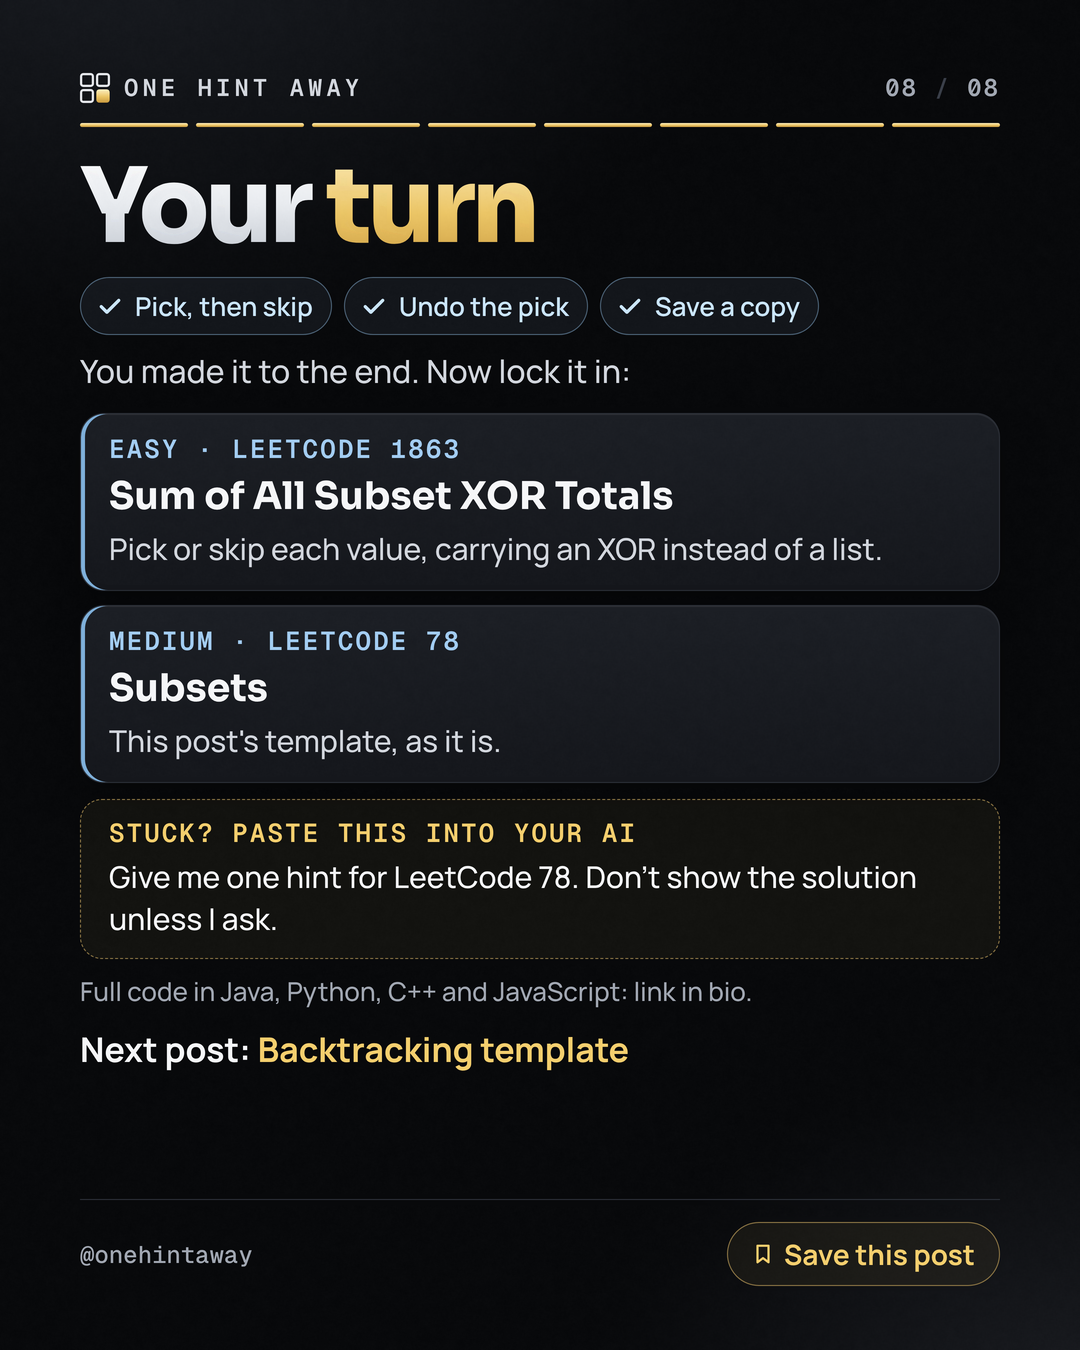 ONE HINT AWAY
08 / 08
Your turn
Pick, then skip
Undo the pick
Save a copy
You made it to the end. Now lock it in:
EASY · LEETCODE 1863
Sum of All Subset XOR Totals
Pick or skip each value, carrying an XOR instead of a list.
MEDIUM · LEETCODE 78
Subsets
This post's template, as it is.
STUCK? PASTE THIS INTO YOUR AI
Give me one hint for LeetCode 78. Don’t show the solution
unless I ask.
Full code in Java, Python, C++ and JavaScript: link in bio.
Next post: Backtracking template
@onehintaway
Save this post